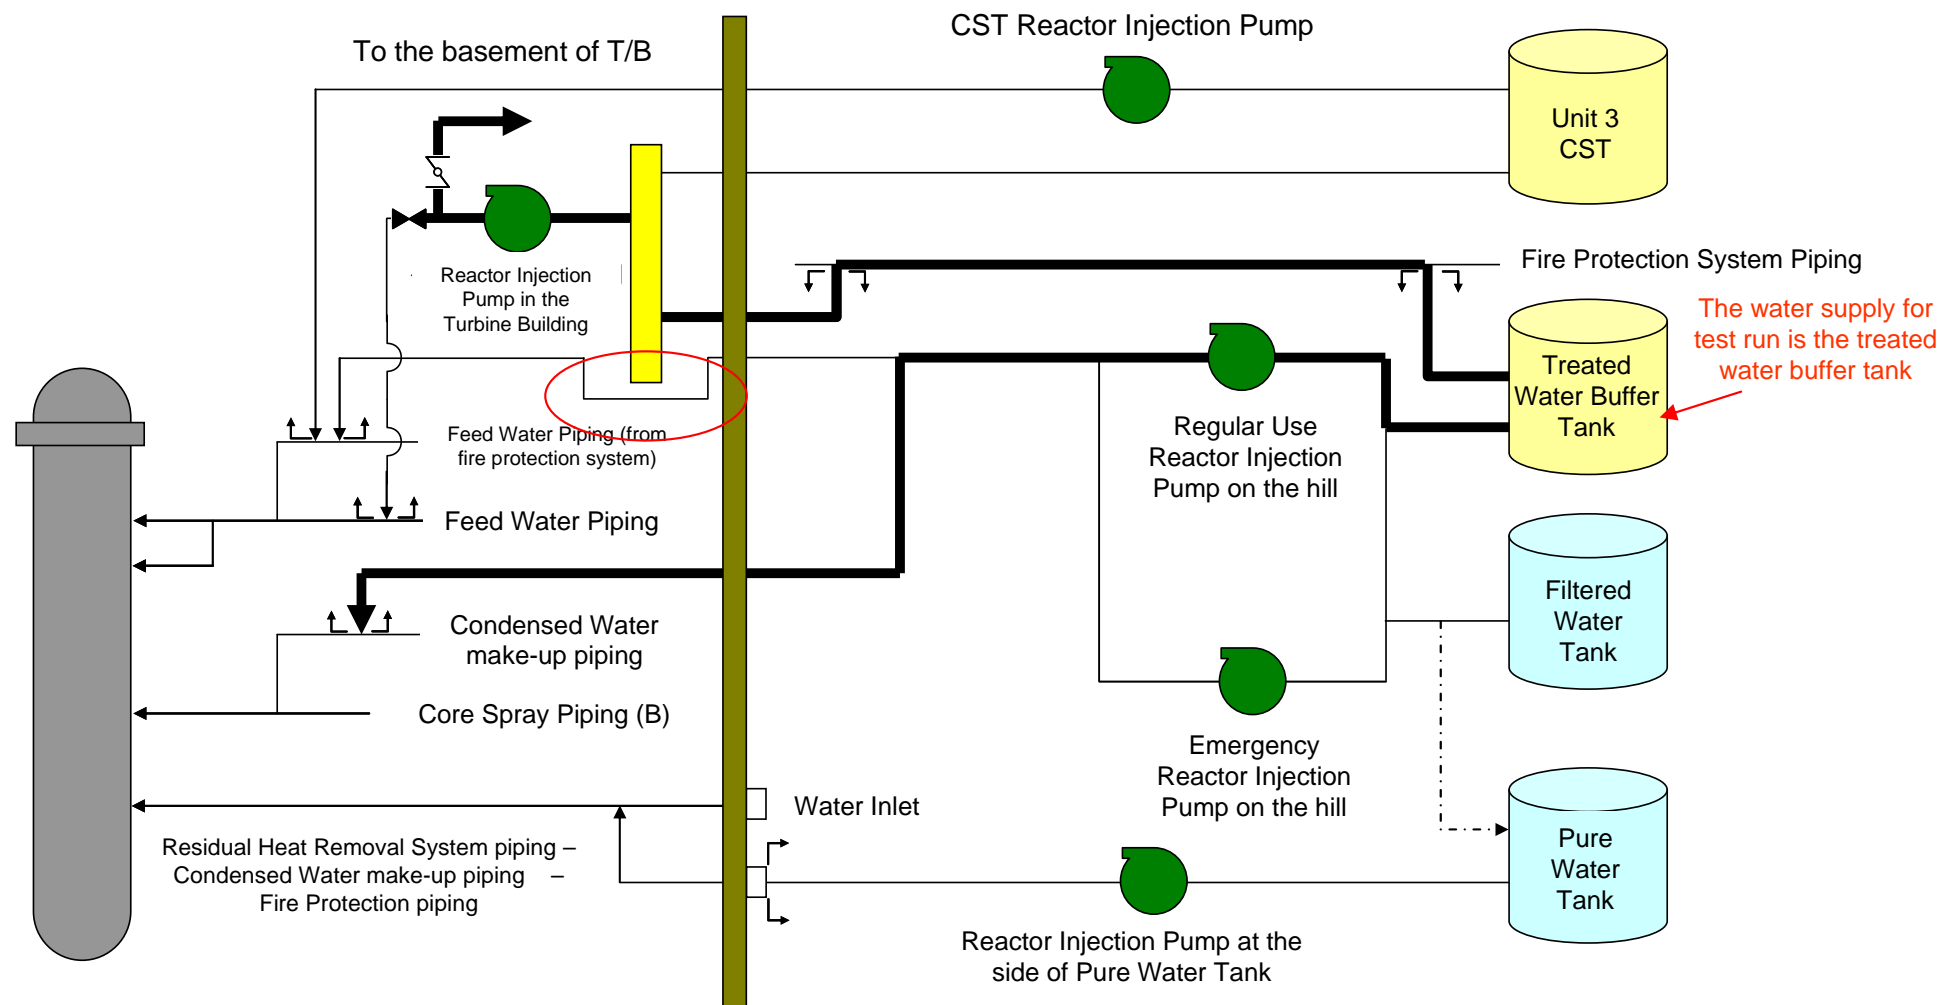 CST Reactor Injection Pump
To the basement of T/B
Unit 3
CST
Reactor Injection
Pump in the
Turbine Building
Fire Protection System Piping
The water supply for
test run is the treated
water buffer tank
Treated
Water Buffer
Tank
Regular Use
Reactor Injection
Pump on the hill
Feed Water Piping (from
fire protection system)
Feed Water Piping
Condensed Water
make-up piping
Filtered
Water
Tank
Core Spray Piping (B)
Emergency
Reactor Injection
Pump on the hill
Water Inlet
Residual Heat Removal System piping –
Condensed Water make-up piping –
Fire Protection piping
Pure
Water
Tank
Reactor Injection Pump at the
side of Pure Water Tank